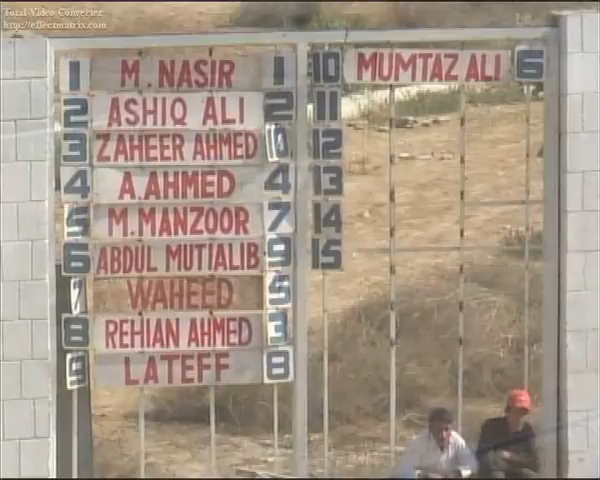 Total Video Converter
http://effectmatrix.com
1 M. NASIR 1
2 ASHIQ ALI 2
3 ZAHEER AHMED 10
4 A.AHMED 4
5 M.MANZOOR 7
6 ABDUL MUTIALIB 9
7 WAHEED 5
8 REHIAN AHMED 3
9 LATEFF 8
10 MUMTAZ ALI 6
11
12
13
14
15